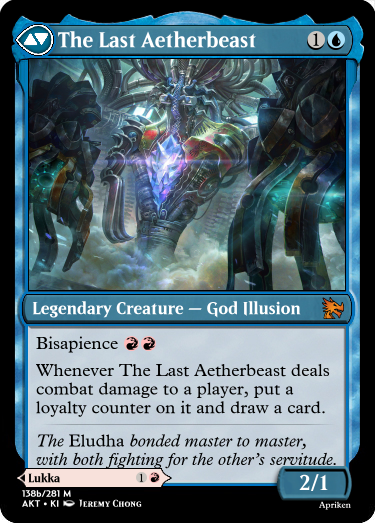 The Last Aetherbeast 1
Legendary Creature — God Illusion
Bisapience
Whenever The Last Aetherbeast deals
combat damage to a player, put a
loyalty counter on it and draw a card.
The Eludha bonded master to master,
with both fighting for the other's servitude.
Lukka 1
2/1
138b/281 M
AKT • KI Jeremy Chong
Apriken